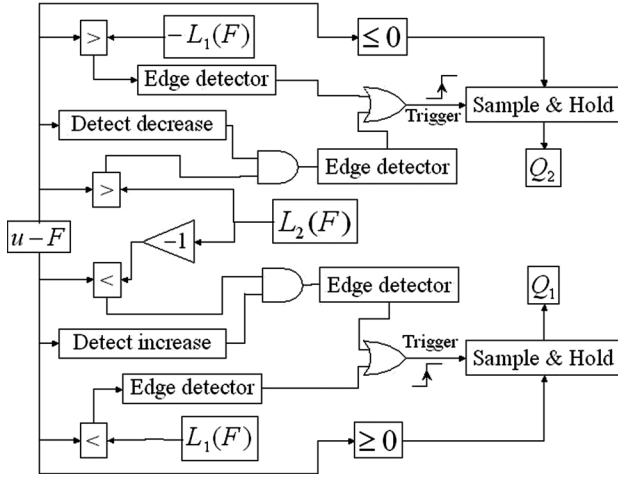 >
−L₁(F)
≤ 0
Edge detector
Trigger
Sample & Hold
Detect decrease
Edge detector
Q₂
>
L₂(F)
u − F
−1
<
Edge detector
Q₁
Detect increase
Trigger
Sample & Hold
Edge detector
<
L₁(F)
≥ 0